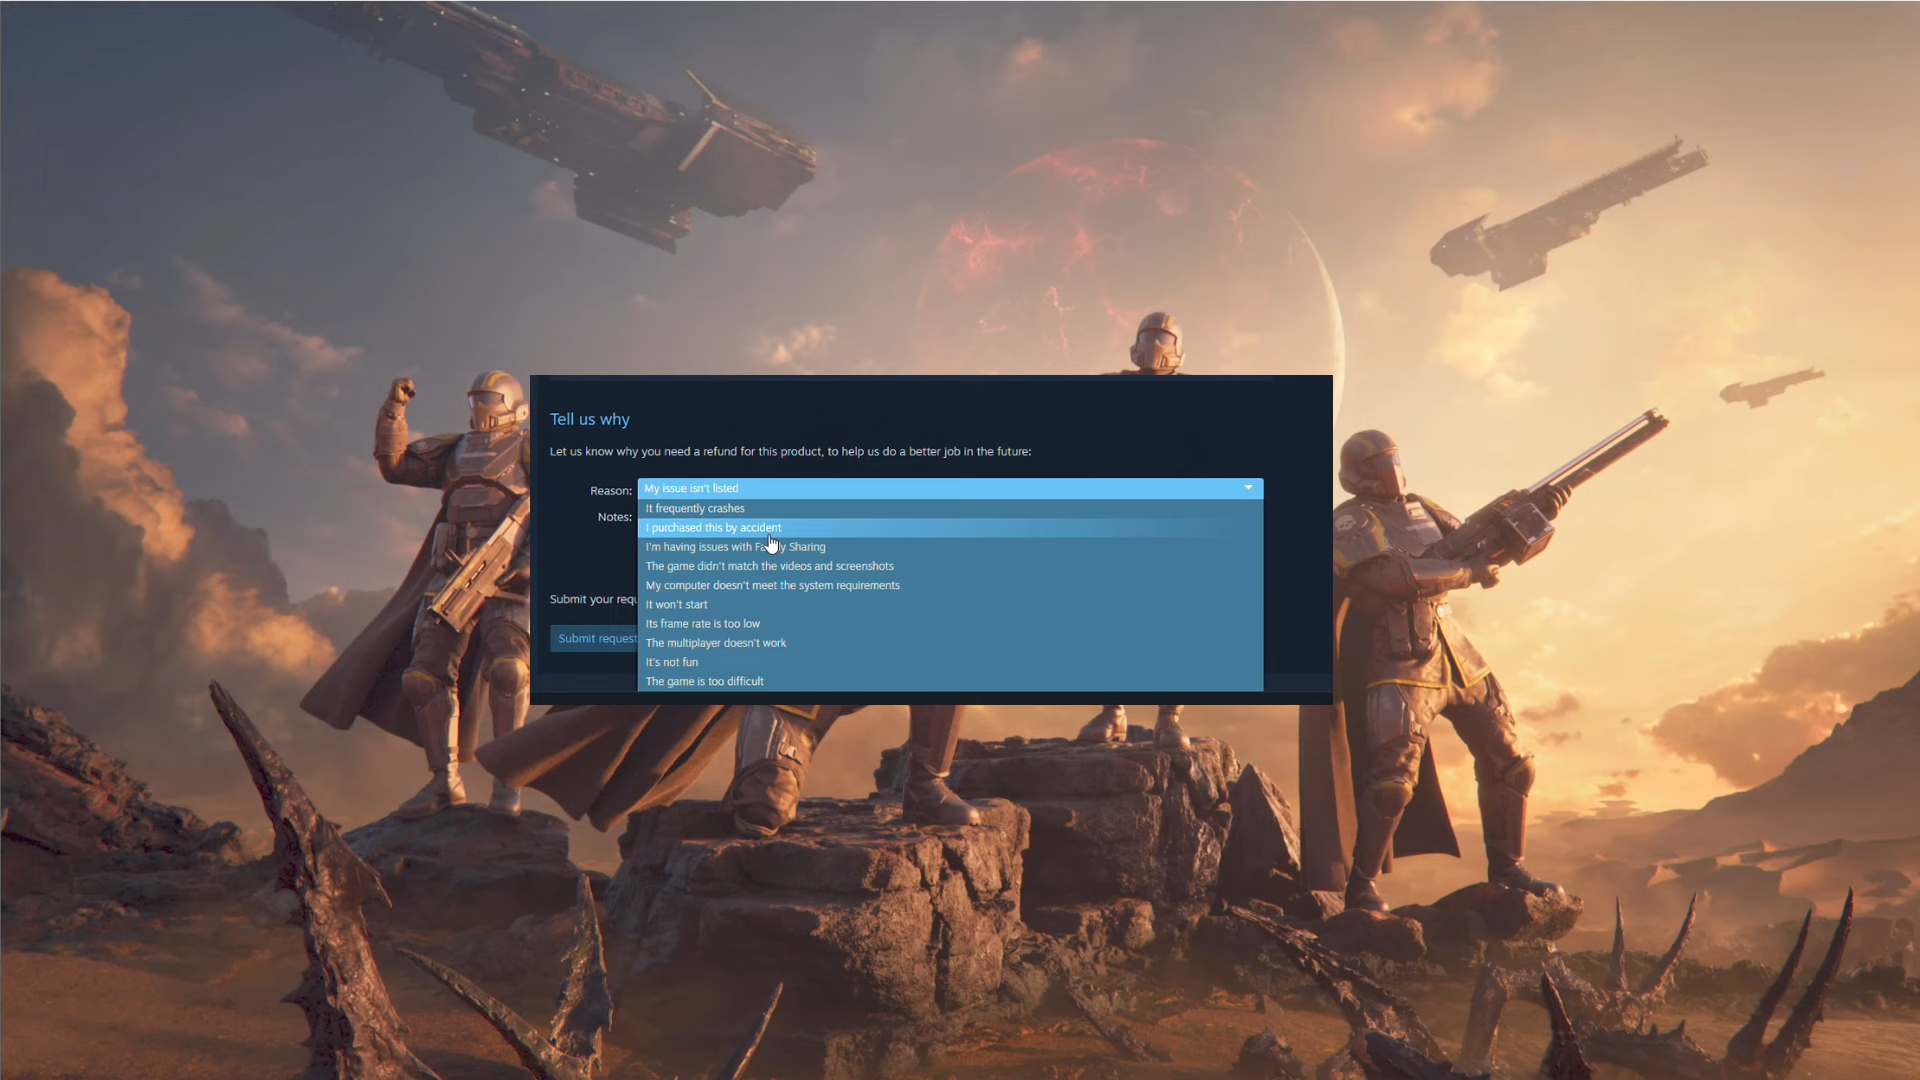 Tell us why
Let us know why you need a refund for this product, to help us do a better job in the future:
Reason: My issue isn't listed
It frequently crashes
Notes:
I purchased this by accident
I'm having issues with Sharing
The game didn't match the videos and screenshots
My computer doesn't meet the system requirements
It won't start
Submit your
Its frame rate is too low
Submit request
The multiplayer doesn't work
It's not fun
The game is too difficult